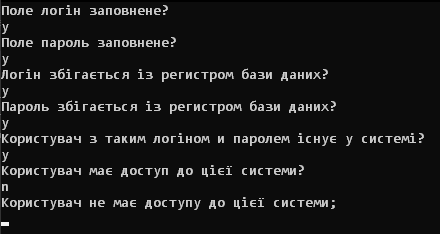 Поле логін заповнене?
y
Поле пароль заповнене?
y
Логін збігається із регистром бази даних?
y
Пароль збігається із регистром бази даних?
y
Користувач з таким логіном и паролем існує у системі?
y
Користувач має доступ до цієї системи?
n
Користувач не має доступу до цієї системи;